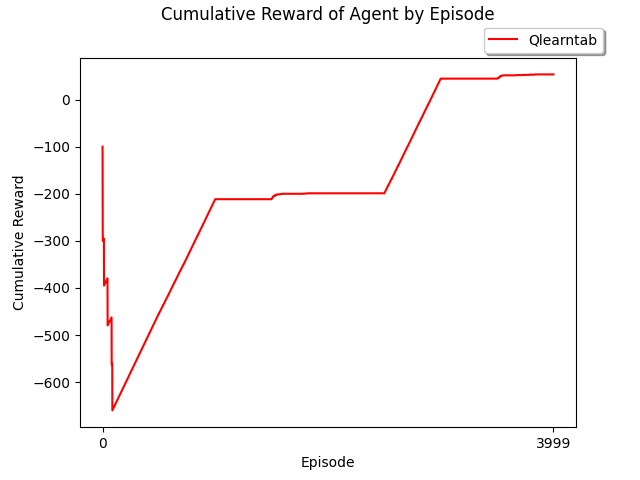 Cumulative Reward of Agent by Episode
Qlearntab
0
−100
−200
−300
−400
−500
−600
Cumulative Reward
0 3999
Episode